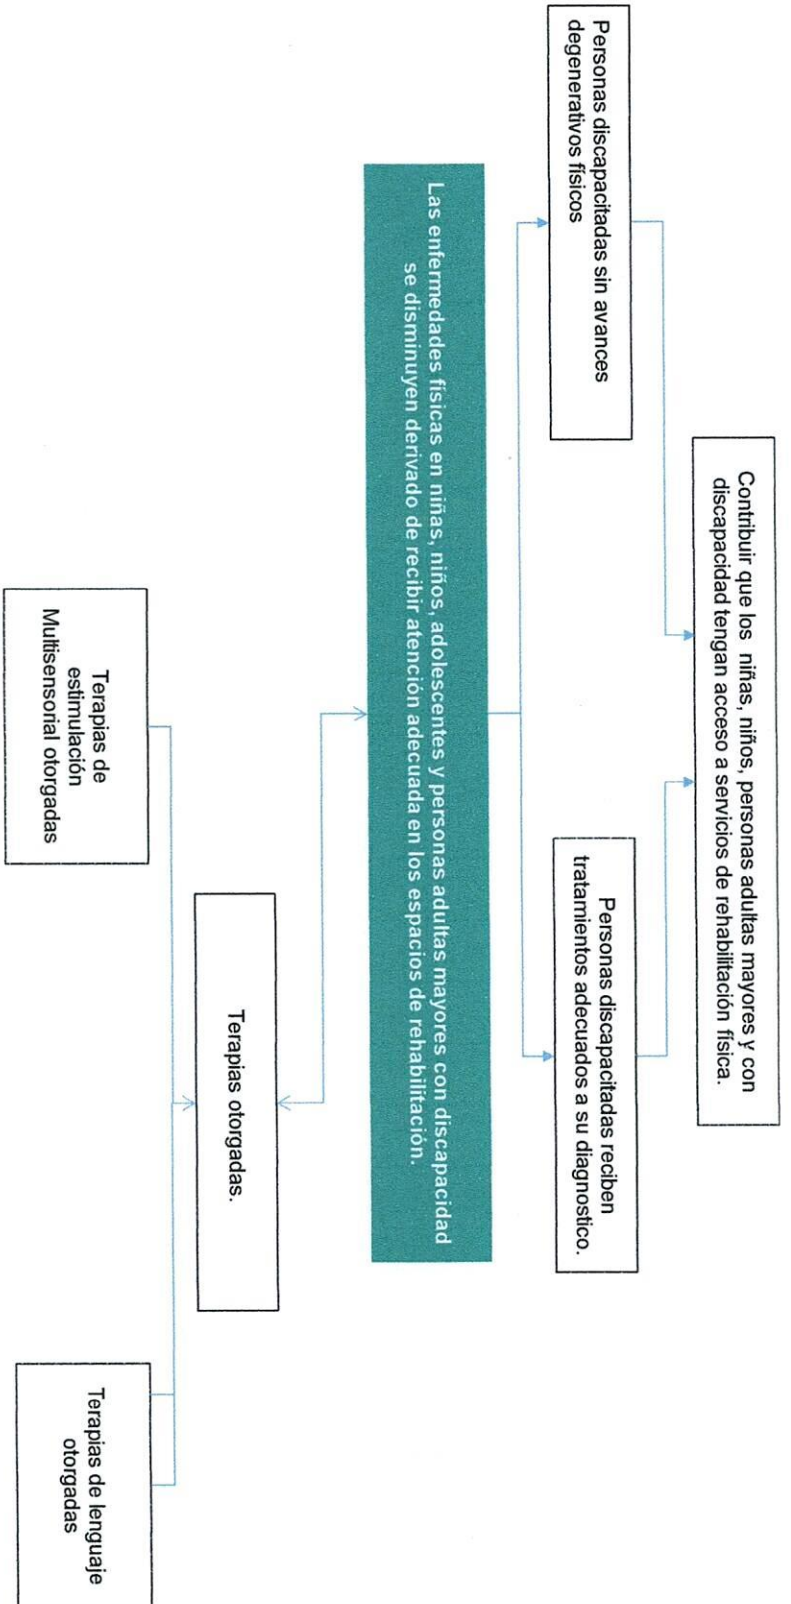 Contribuir que los niñas, niños, personas adultas mayores y con
discapacidad tengan acceso a servicios de rehabilitación física.
Personas discapacitadas sin avances
degenerativos físicos
Personas discapacitadas reciben
tratamientos adecuados a su diagnostico.
Las enfermedades físicas en niñas, niños, adolescentes y personas adultas mayores con discapacidad
se disminuyen derivado de recibir atención adecuada en los espacios de rehabilitación.
Terapias otorgadas.
Terapias de
estimulación
Multisensorial otorgadas
Terapias de lenguaje
otorgadas